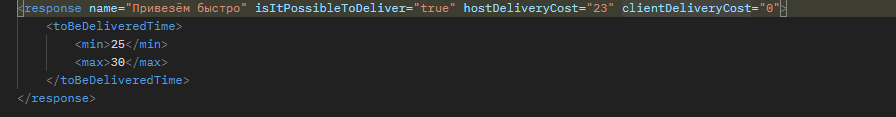 <response name="Привезём быстро" isItPossibleToDeliver="true" hostDeliveryCost="23" clientDeliveryCost="0">
<toBeDeliveredTime>
<min>25</min>
<max>30</max>
</toBeDeliveredTime>
</response>